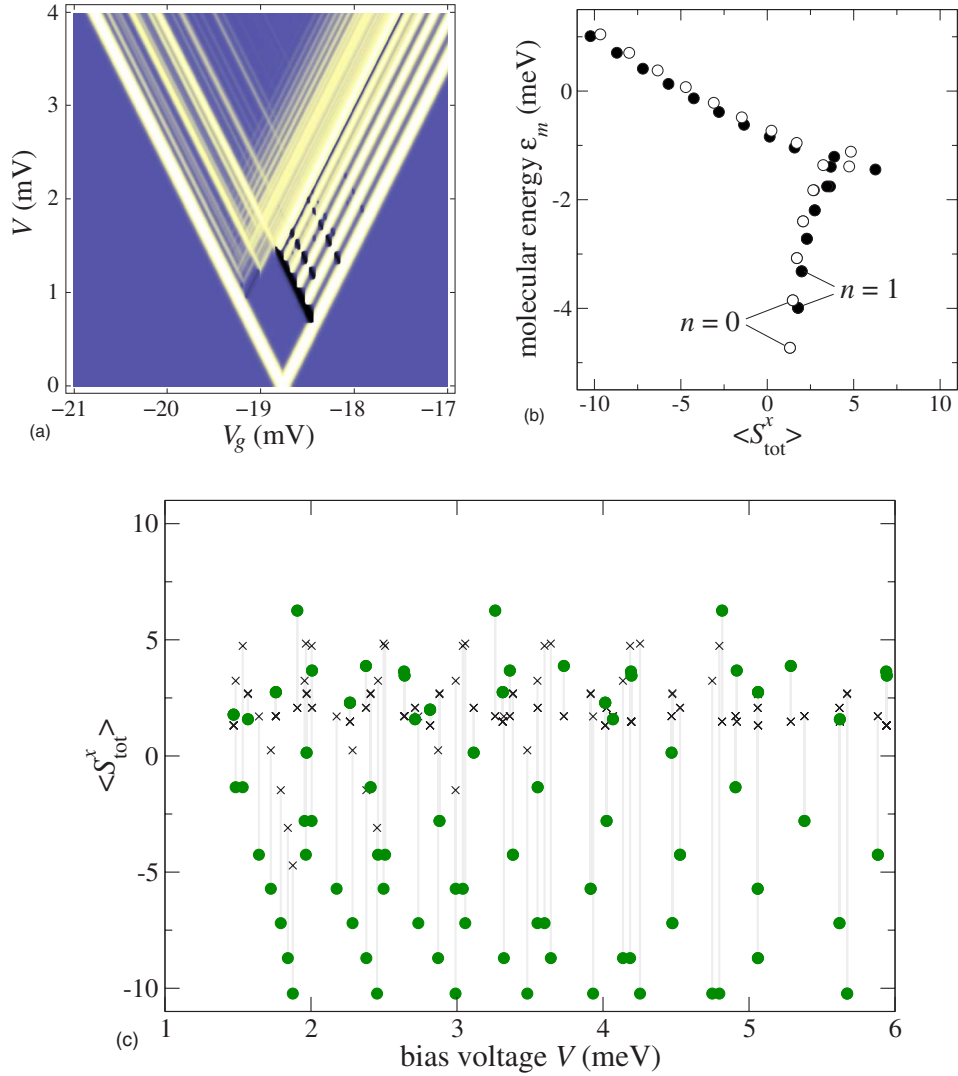 4
3
2
1
0
V (mV)
−21
−20
−19
−18
−17
V_g (mV)
(a)
0
-2
-4
molecular energy ε_m (meV)
n = 1
n = 0
-10
-5
0
5
10
<S^x_tot>
(b)
10
5
0
-5
-10
<S^x_tot>
1
2
3
4
5
6
bias voltage V (meV)
(c)